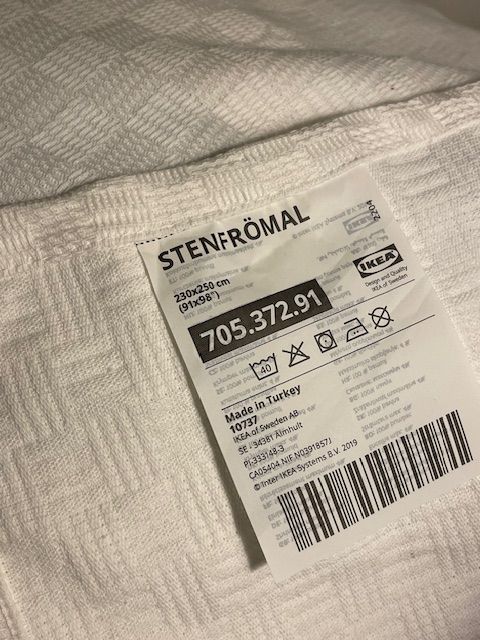 STENFRÖMAL
2204
230x250 cm
(91x98")
IKEA
Design and Quality
IKEA of Sweden
705.372.91
40
Made in Turkey
10737
IKEA of Sweden AB
SE - 34381 Älmhult
PI-333148-3
CA05404 NIF N0391857J
© Inter IKEA Systems B.V. 2019